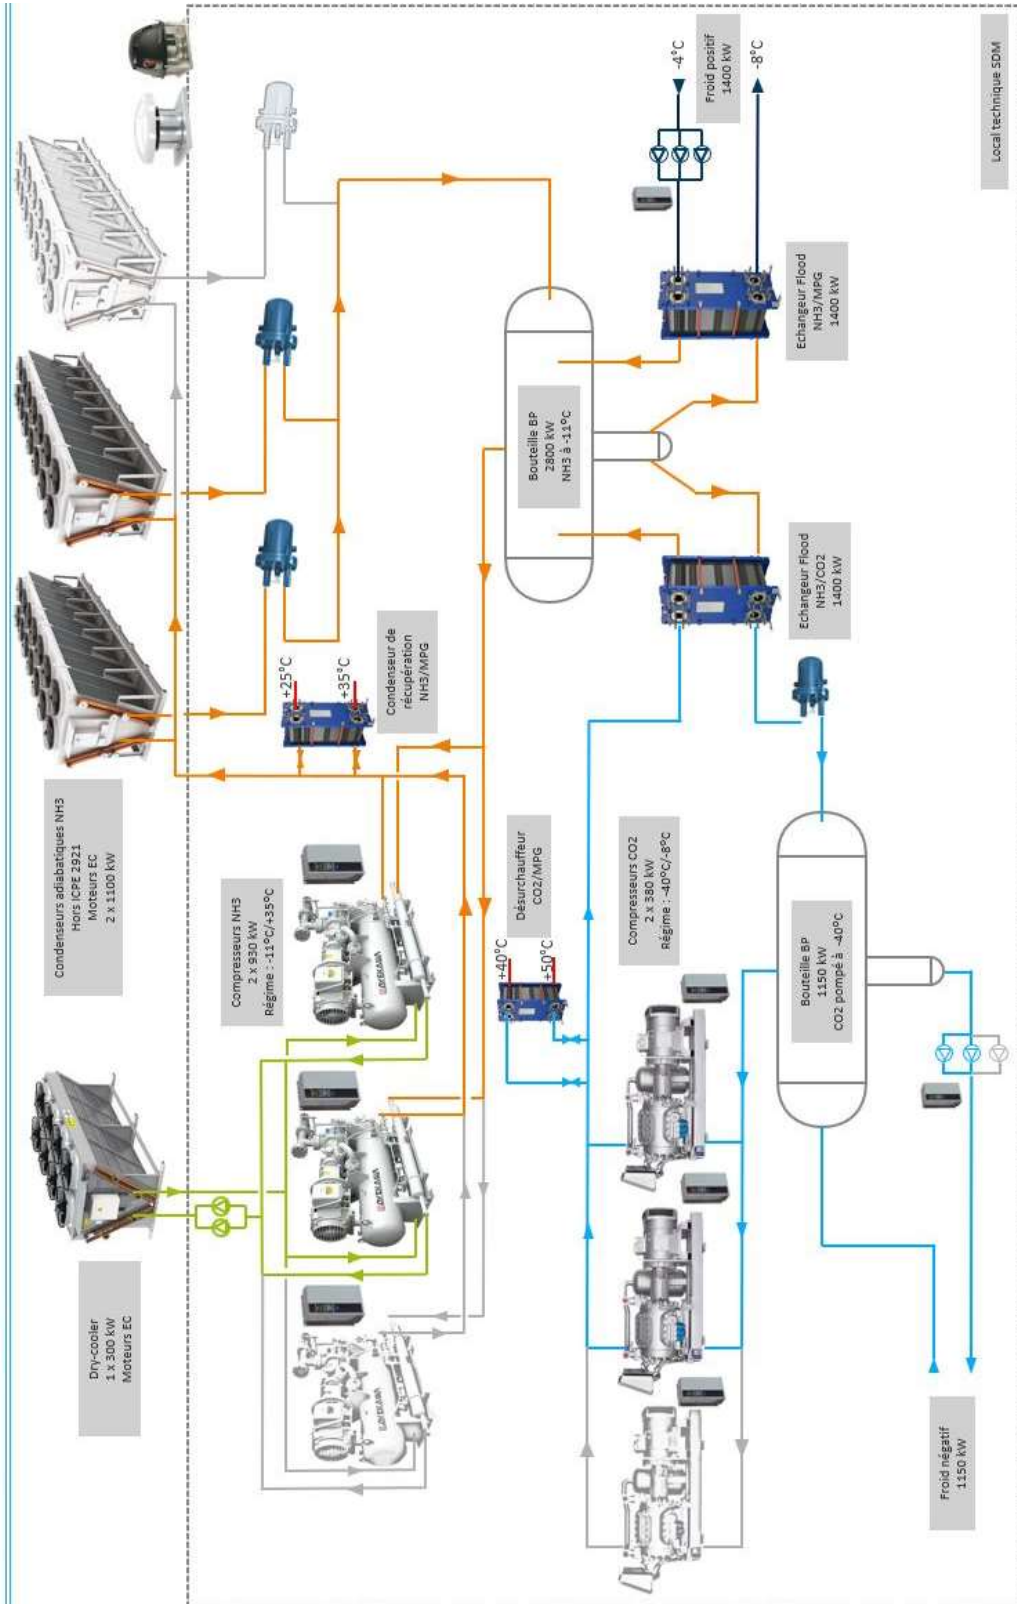 Dry-cooler
1 x 300 kW
Moteurs EC
Condenseurs adiabatiques NH3
Hors ICPE 2921
Moteurs EC
2 x 1100 kW
Compresseurs NH3
2 x 930 kW
Régime : -11°C/+35°C
+25°C
+35°C
Condenseur de
récupération
NH3/MPG
+40°C
+50°C
Désurchauffeur
CO2/MPG
Bouteille BP
2800 kW
NH3 à -11°C
-4°C
Froid positif
1400 kW
-8°C
Compresseurs CO2
2 x 380 kW
Régime : -40°C/-8°C
Echangeur Flood
NH3/CO2
1400 kW
Echangeur Flood
NH3/MPG
1400 kW
Bouteille BP
1150 kW
CO2 pompé à -40°C
Froid négatif
1150 kW
Local technique SDM